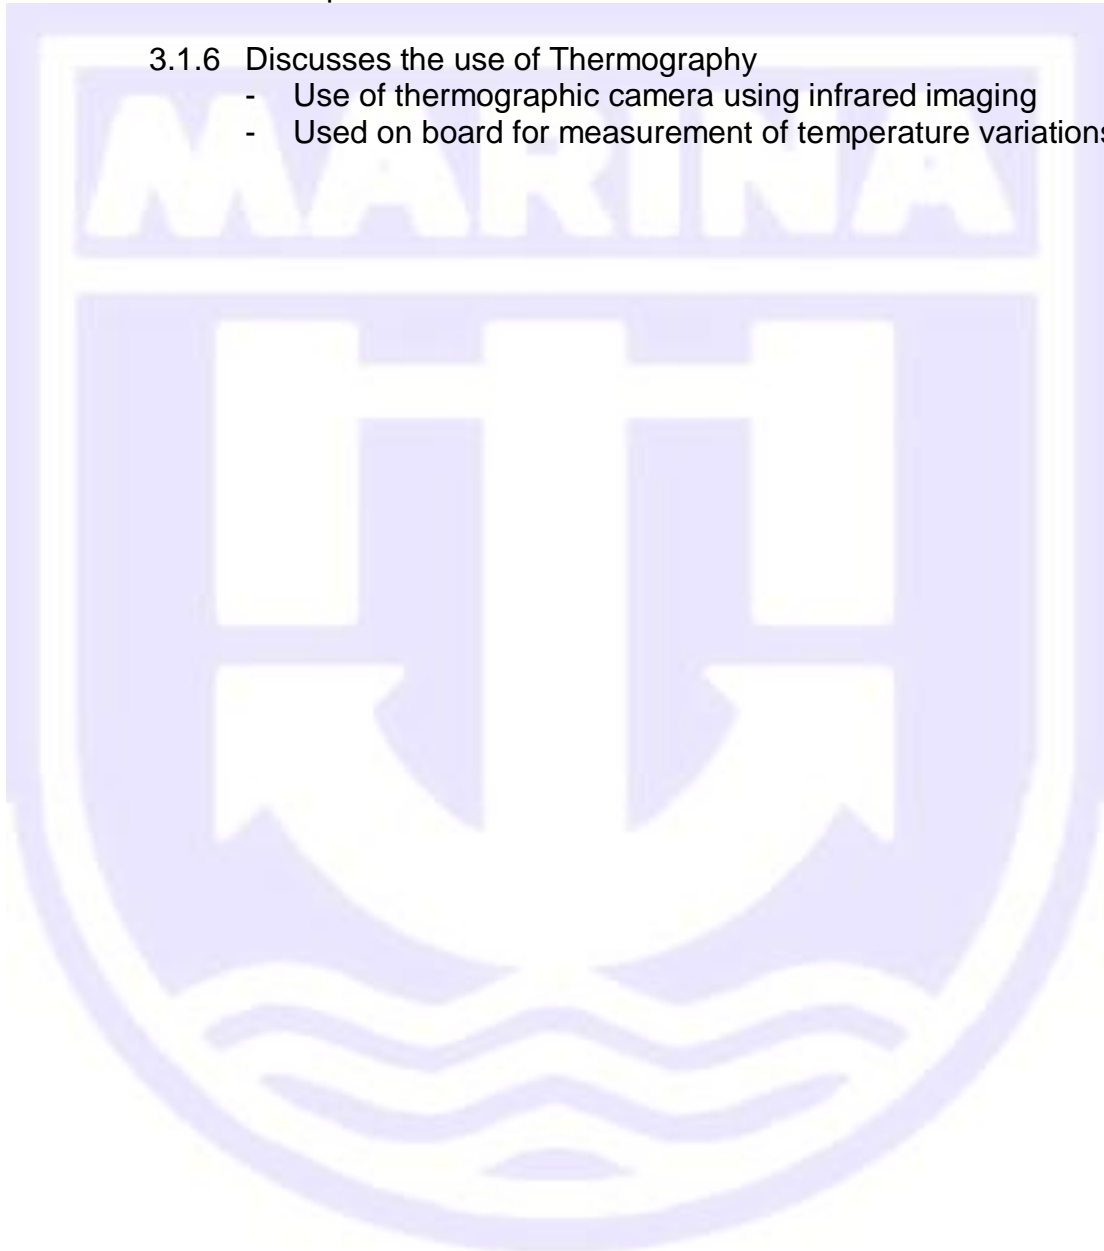 3.1.6 Discusses the use of Thermography
- Use of thermographic camera using infrared imaging
- Used on board for measurement of temperature variations
MARINA